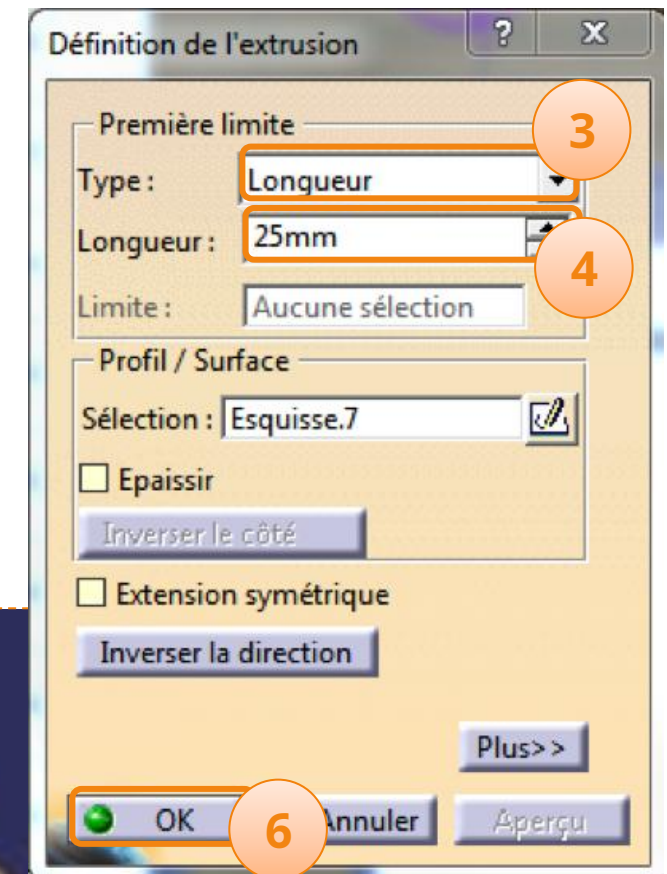 Définition de l'extrusion ? X
Première limite 3
Type : Longueur
Longueur : 25mm
4
Limite : Aucune sélection
Profil / Surface
Sélection : Esquisse.7
Epaissir
Inverser le côté
Extension symétrique
Inverser la direction
Plus>>
OK 6 Annuler Aperçu